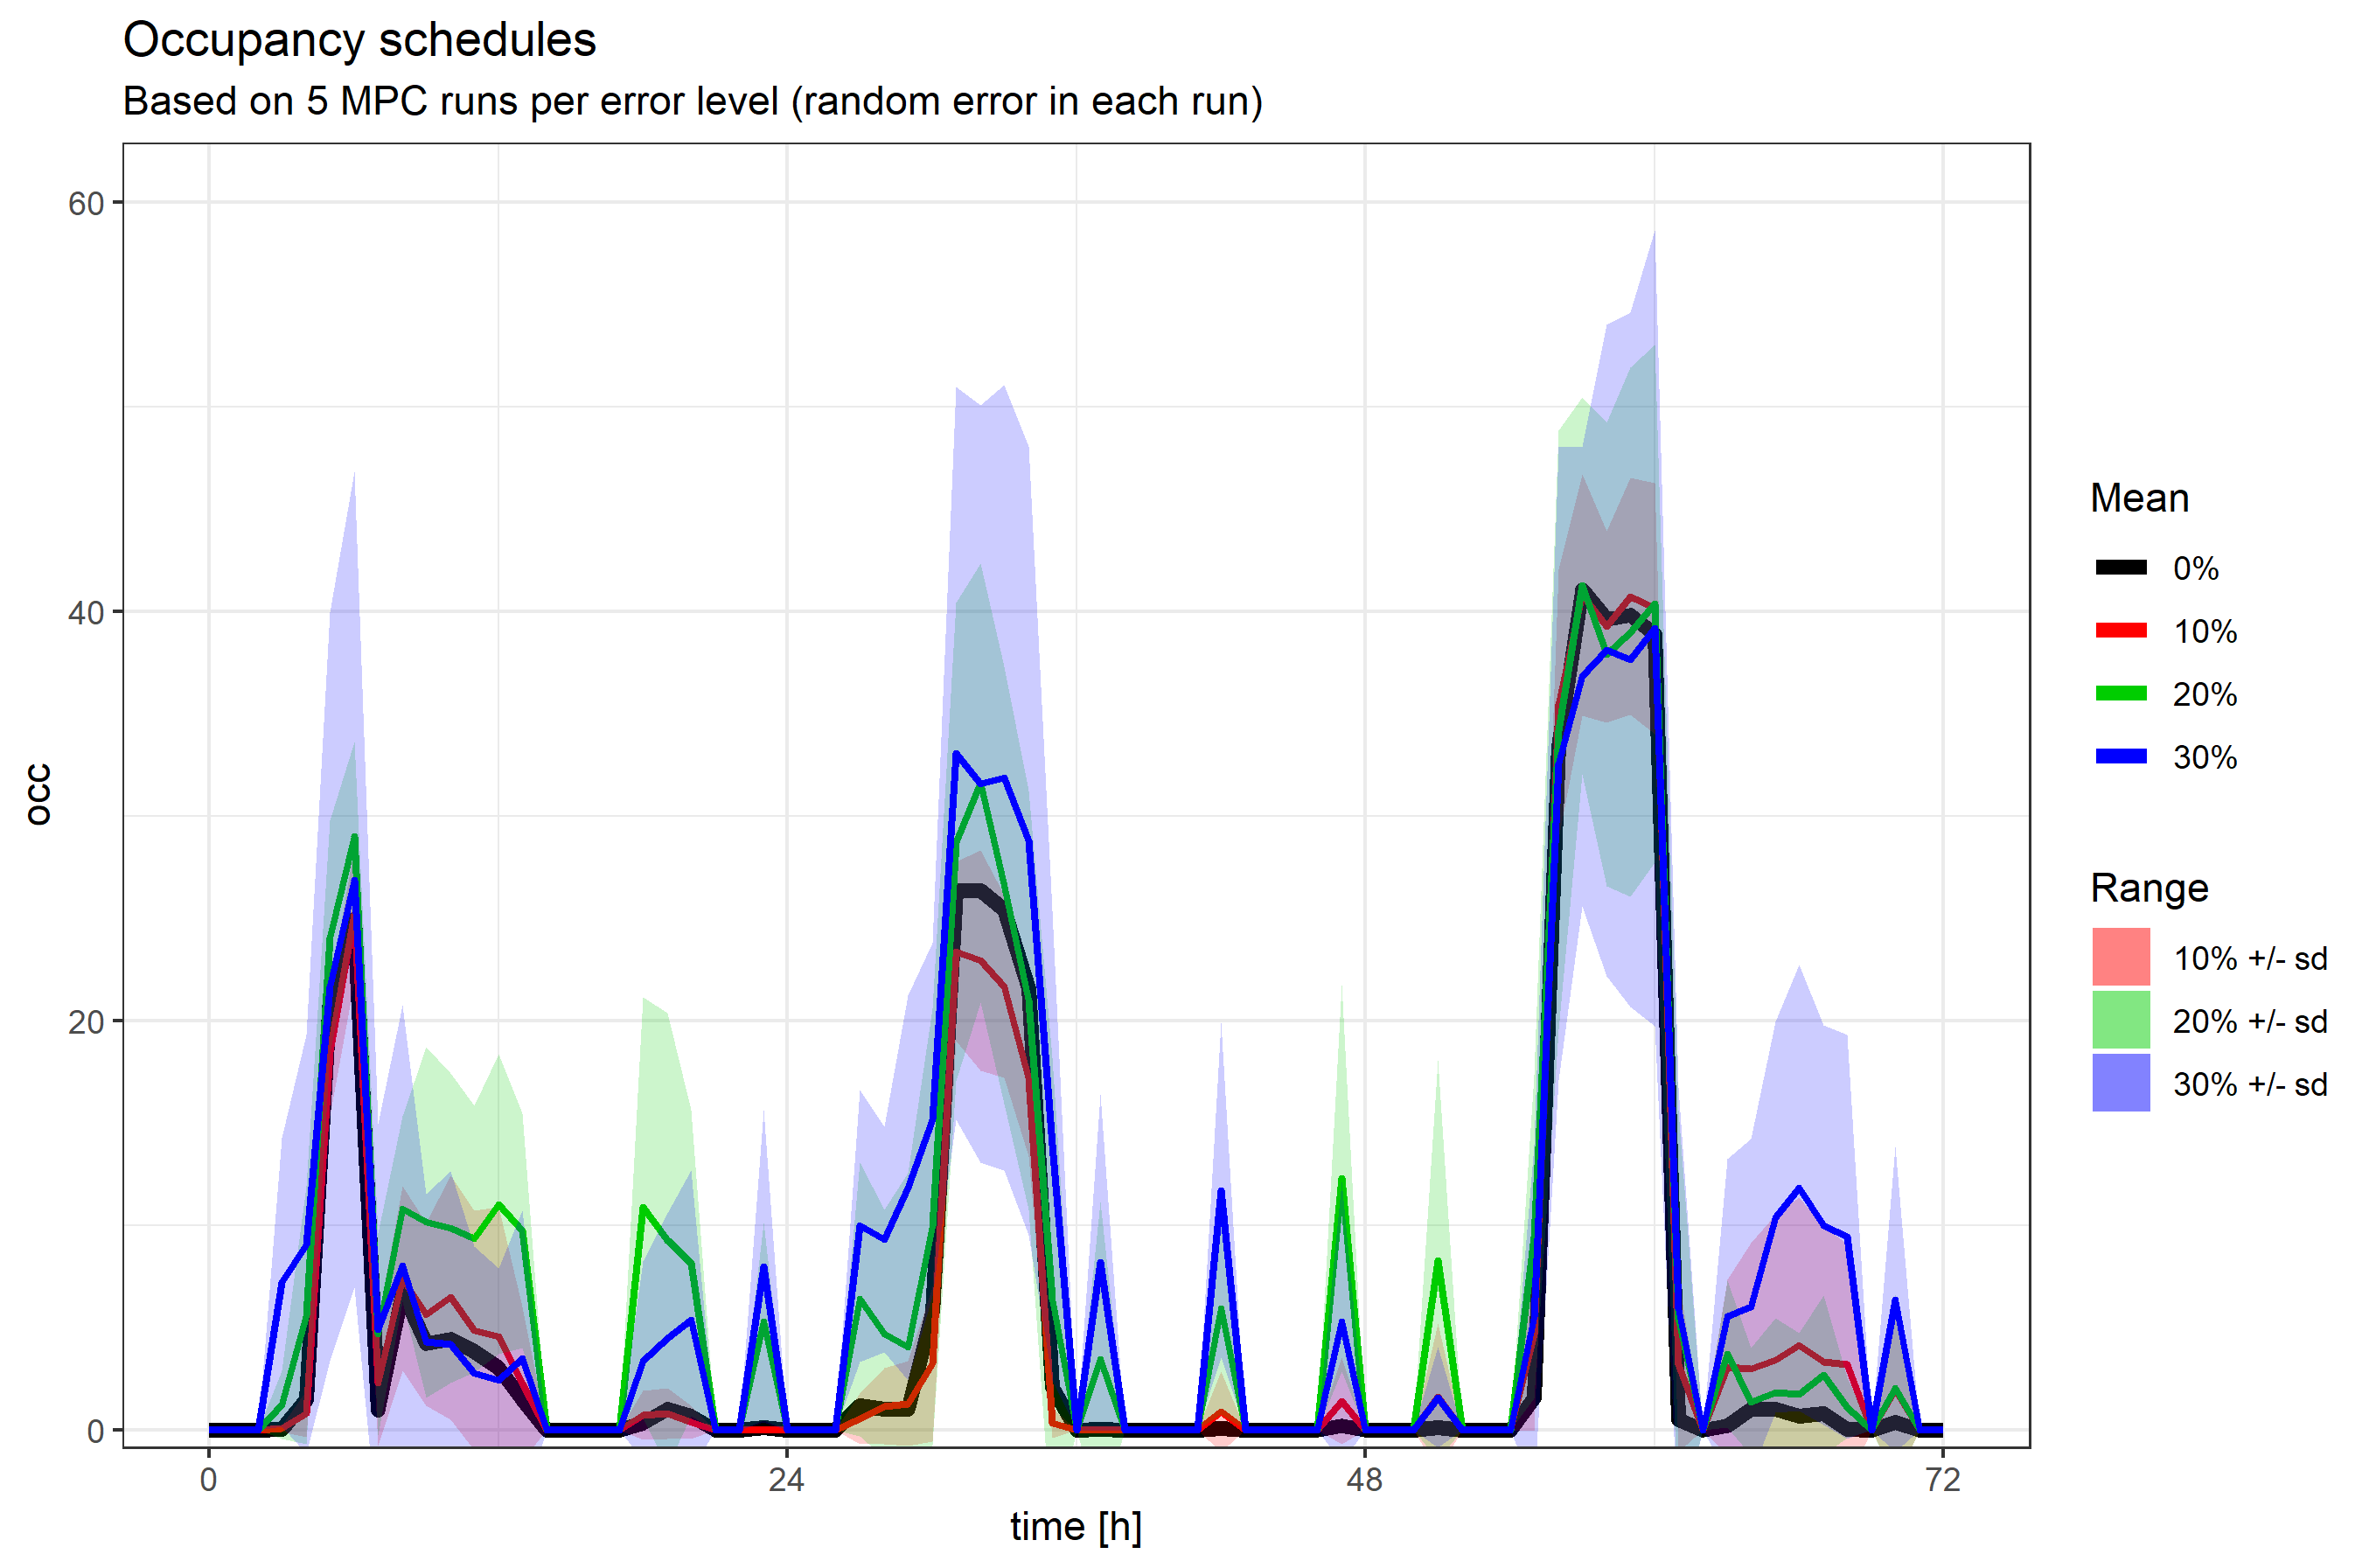 Occupancy schedules
Based on 5 MPC runs per error level (random error in each run)
60
40
20
0
occ
0
24
48
72
time [h]
Mean
0%
10%
20%
30%
Range
10% +/- sd
20% +/- sd
30% +/- sd